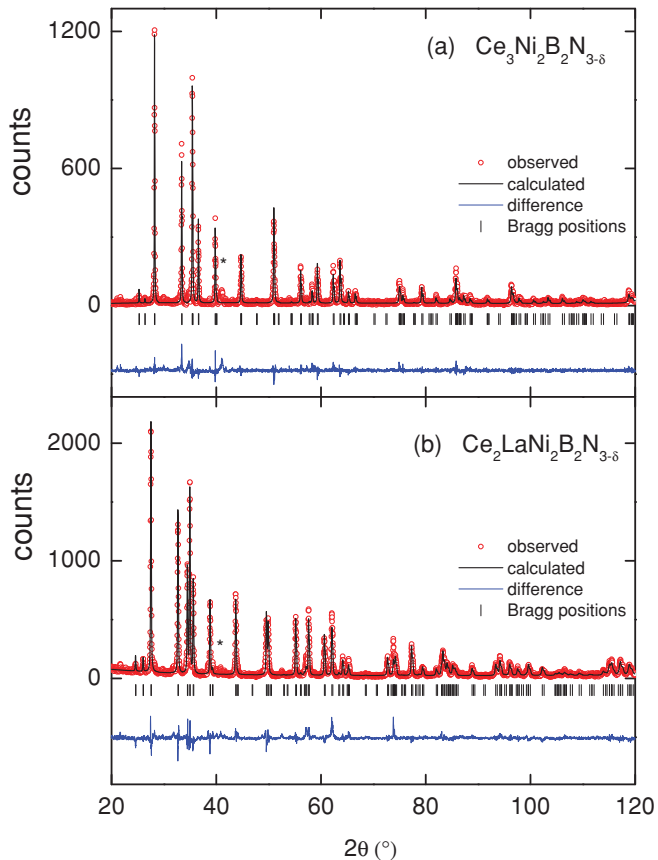 1200
(a) Ce₃Ni₂B₂N₃₋δ
counts
observed
600
calculated
difference
*
Bragg positions
0
2000
(b) Ce₂LaNi₂B₂N₃₋δ
counts
observed
1000
calculated
difference
Bragg positions
*
0
20 40 60 80 100 120
2θ (°)